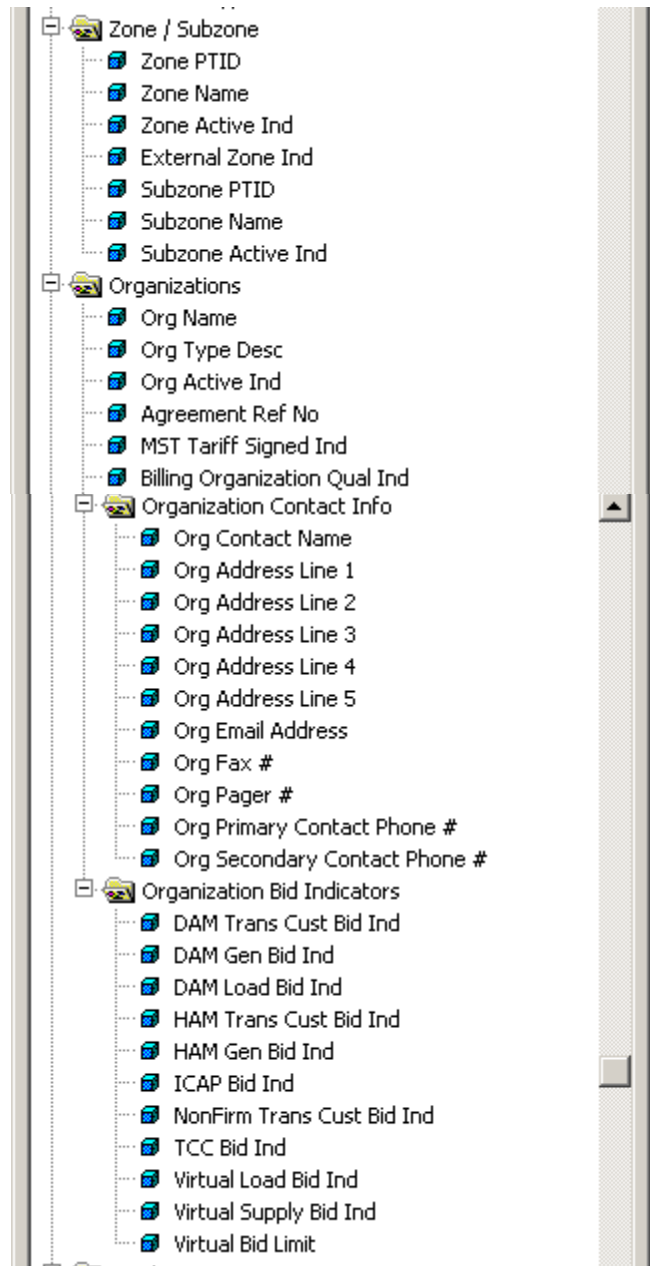 Zone / Subzone
Zone PTID
Zone Name
Zone Active Ind
External Zone Ind
Subzone PTID
Subzone Name
Subzone Active Ind
Organizations
Org Name
Org Type Desc
Org Active Ind
Agreement Ref No
MST Tariff Signed Ind
Billing Organization Qual Ind
Organization Contact Info
Org Contact Name
Org Address Line 1
Org Address Line 2
Org Address Line 3
Org Address Line 4
Org Address Line 5
Org Email Address
Org Fax #
Org Pager #
Org Primary Contact Phone #
Org Secondary Contact Phone #
Organization Bid Indicators
DAM Trans Cust Bid Ind
DAM Gen Bid Ind
DAM Load Bid Ind
HAM Trans Cust Bid Ind
HAM Gen Bid Ind
ICAP Bid Ind
NonFirm Trans Cust Bid Ind
TCC Bid Ind
Virtual Load Bid Ind
Virtual Supply Bid Ind
Virtual Bid Limit